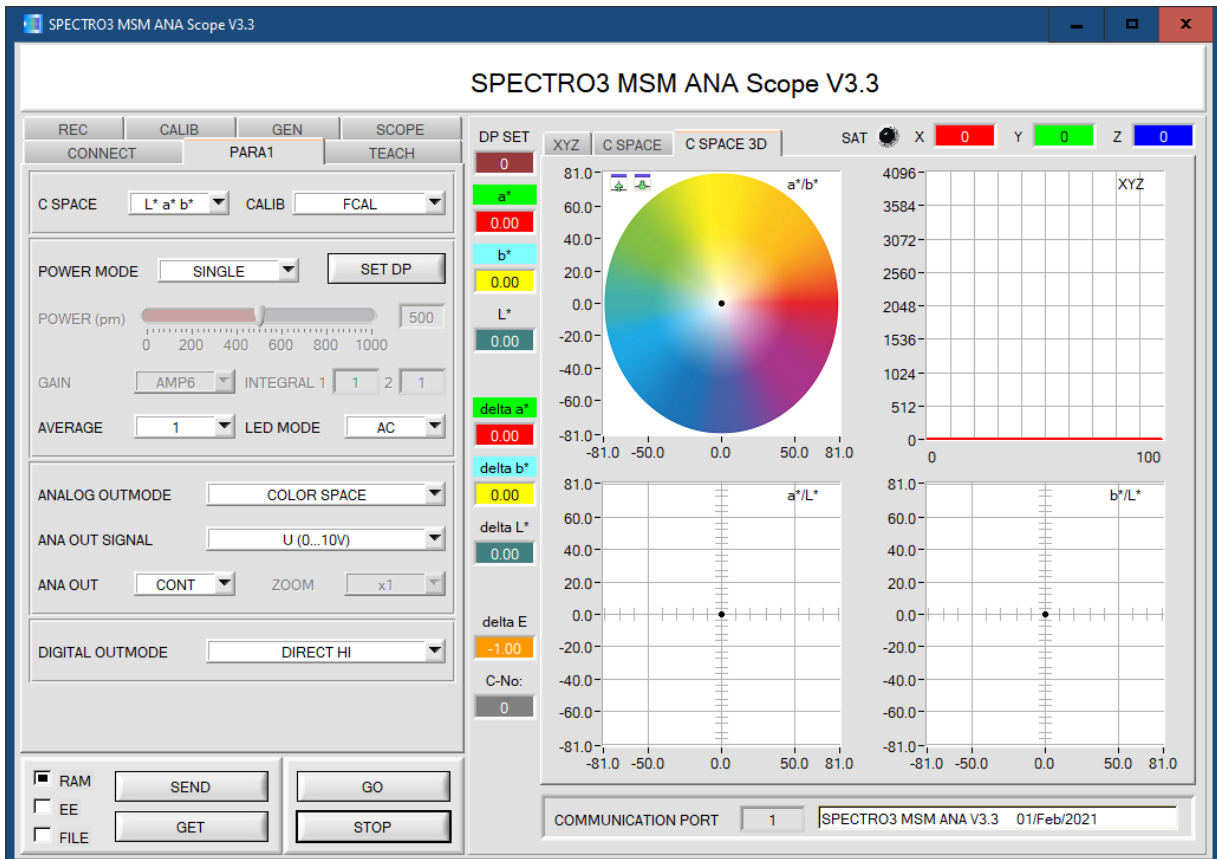 SPECTRO3 MSM ANA Scope V3.3
SPECTRO3 MSM ANA Scope V3.3
REC CALIB GEN SCOPE
CONNECT PARA1 TEACH
C SPACE L* a* b* CALIB FCAL
POWER MODE SINGLE SET DP
POWER (pm) 500
0 200 400 600 800 1000
GAIN AMP6 INTEGRAL 1 1 2 1
AVERAGE 1 LED MODE AC
ANALOG OUTMODE COLOR SPACE
ANA OUT SIGNAL U (0...10V)
ANA OUT CONT ZOOM x1
DIGITAL OUTMODE DIRECT HI
RAM
EE
FILE
SEND
GET
GO
STOP
DP SET
0
a*
0.00
b*
0.00
L*
0.00
delta a*
0.00
delta b*
0.00
delta L*
0.00
delta E
-1.00
C-No:
0
XYZ C SPACE C SPACE 3D
SAT X 0 Y 0 Z 0
a*/b*
81.0
60.0
40.0
20.0
0.0
-20.0
-40.0
-60.0
-81.0
-81.0 -50.0 0.0 50.0 81.0
XYZ
4096
3584
3072
2560
2048
1536
1024
512
0
0 100
a*/L*
81.0
60.0
40.0
20.0
0.0
-20.0
-40.0
-60.0
-81.0
-81.0 -50.0 0.0 50.0 81.0
b*/L*
81.0
60.0
40.0
20.0
0.0
-20.0
-40.0
-60.0
-81.0
-81.0 -50.0 0.0 50.0 81.0
COMMUNICATION PORT 1 SPECTRO3 MSM ANA V3.3 01/Feb/2021